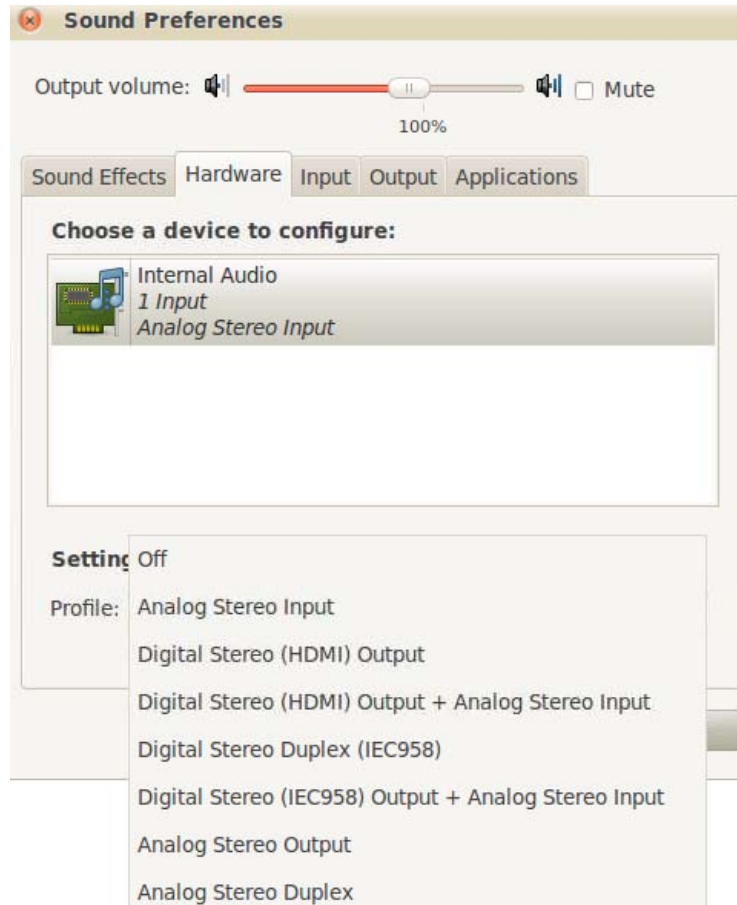 Sound Preferences
Output volume:
Mute
100%
Sound Effects Hardware Input Output Applications
Choose a device to configure:
Internal Audio
1 Input
Analog Stereo Input
Setting
Profile:
Off
Analog Stereo Input
Digital Stereo (HDMI) Output
Digital Stereo (HDMI) Output + Analog Stereo Input
Digital Stereo Duplex (IEC958)
Digital Stereo (IEC958) Output + Analog Stereo Input
Analog Stereo Output
Analog Stereo Duplex